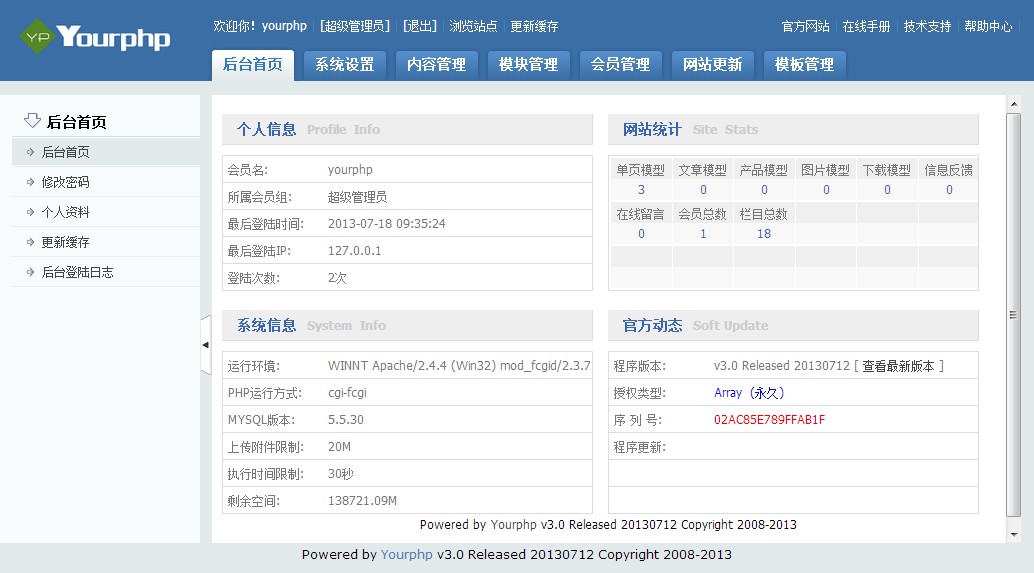 YP Yourphp
欢迎你! yourphp [超级管理员] [退出] 浏览站点 更新缓存
官方网站 在线手册 技术支持 帮助中心
后台首页 系统设置 内容管理 模块管理 会员管理 网站更新 模板管理
后台首页
后台首页
修改密码
个人资料
更新缓存
后台登陆日志
个人信息 Profile Info
会员名: yourphp
所属会员组: 超级管理员
最后登陆时间: 2013-07-18 09:35:24
最后登陆IP: 127.0.0.1
登陆次数: 2次
网站统计 Site Stats
单页模型 文章模型 产品模型 图片模型 下载模型 信息反馈
3 0 0 0 0 0
在线留言 会员总数 栏目总数
0 1 18
系统信息 System Info
运行环境: WINNT Apache/2.4.4 (Win32) mod_fcgid/2.3.7
PHP运行方式: cgi-fcgi
MYSQL版本: 5.5.30
上传附件限制: 20M
执行时间限制: 30秒
剩余空间: 138721.09M
官方动态 Soft Update
程序版本: v3.0 Released 20130712 [ 查看最新版本 ]
授权类型: Array（永久）
序 列 号: 02AC85E789FFAB1F
程序更新:
Powered by Yourphp v3.0 Released 20130712 Copyright 2008-2013
Powered by Yourphp v3.0 Released 20130712 Copyright 2008-2013